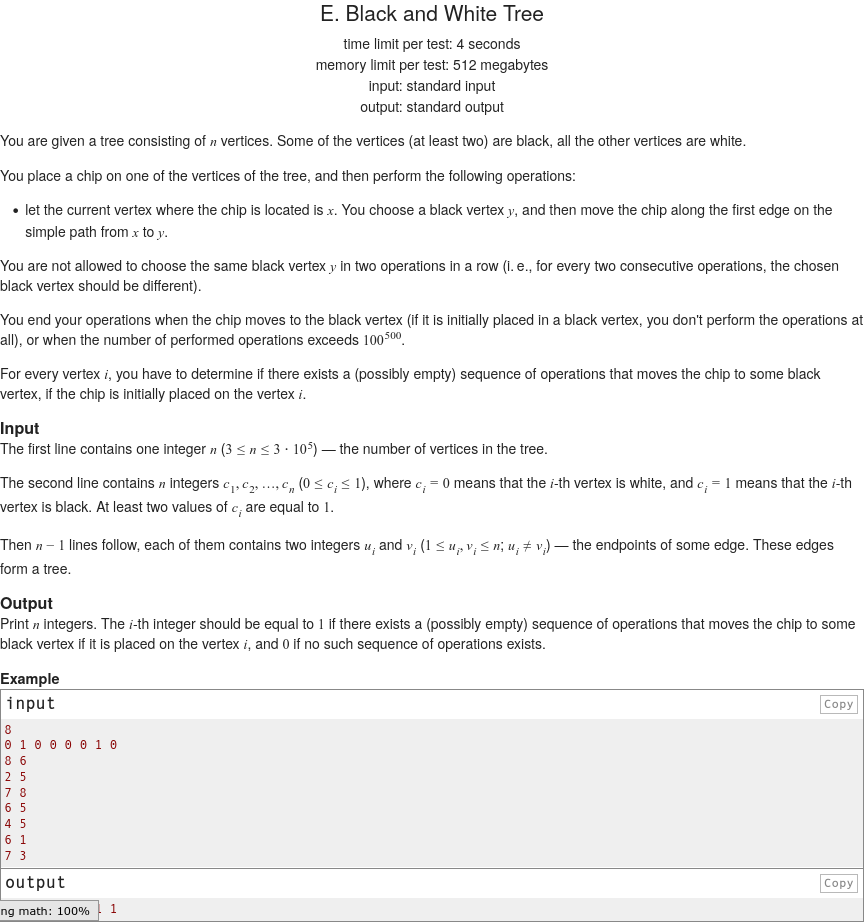 E. Black and White Tree
time limit per test: 4 seconds
memory limit per test: 512 megabytes
input: standard input
output: standard output
You are given a tree consisting of n vertices. Some of the vertices (at least two) are black, all the other vertices are white.
You place a chip on one of the vertices of the tree, and then perform the following operations:
• let the current vertex where the chip is located is x. You choose a black vertex y, and then move the chip along the first edge on the
simple path from x to y.
You are not allowed to choose the same black vertex y in two operations in a row (i. e., for every two consecutive operations, the chosen
black vertex should be different).
You end your operations when the chip moves to the black vertex (if it is initially placed in a black vertex, you don't perform the operations at
all), or when the number of performed operations exceeds 100^500.
For every vertex i, you have to determine if there exists a (possibly empty) sequence of operations that moves the chip to some black
vertex, if the chip is initially placed on the vertex i.
Input
The first line contains one integer n (3 ≤ n ≤ 3 · 10^5) — the number of vertices in the tree.
The second line contains n integers c_1, c_2, …, c_n (0 ≤ c_i ≤ 1), where c_i = 0 means that the i-th vertex is white, and c_i = 1 means that the i-th
vertex is black. At least two values of c_i are equal to 1.
Then n − 1 lines follow, each of them contains two integers u_i and v_i (1 ≤ u_i, v_i ≤ n; u_i ≠ v_i) — the endpoints of some edge. These edges
form a tree.
Output
Print n integers. The i-th integer should be equal to 1 if there exists a (possibly empty) sequence of operations that moves the chip to some
black vertex if it is placed on the vertex i, and 0 if no such sequence of operations exists.
Example
input Copy
8
0 1 0 0 0 0 1 0
8 6
2 5
7 8
6 5
4 5
6 1
7 3
output Copy
ng math: 100% 1